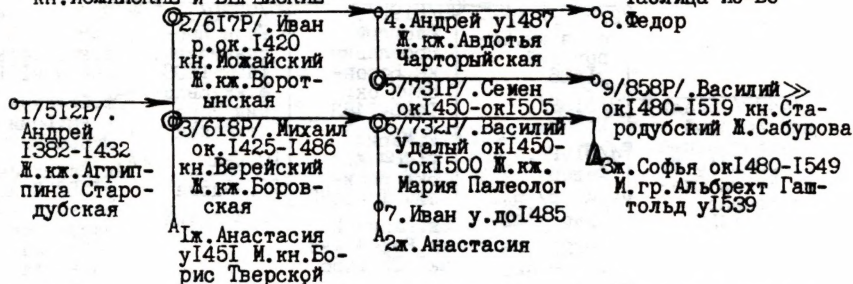 2/617Р/.Иван
р.ок.1420
кн.Можайский
Ж.кж.Ворот-
ынская
4.Андрей у1487
Ж.кж.Авдотья
Чарторыйская
8.Федор
5/731Р/.Семен
ок1450-ок1505
9/858Р/.Василий≫
ок1480-1519 кн.Ста-
родубский Ж.Сабурова
1/512Р/.
Андрей
1382-1432
Ж.кж.Агрип-
пина Старо-
дубская
3/618Р/.Михаил
ок.1425-1486
кн.Верейский
Ж.кж.Боров-
ская
6/732Р/.Василий
Удалый ок1450-
-ок1500 Ж.кж.
Мария Палеолог
3ж.Софья ок1480-1549
М.гр.Альбрехт Гаш-
тольд у1539
7.Иван у.до1485
1ж.Анастасия
у1451 М.кн.Бо-
рис Тверской
2ж.Анастасия